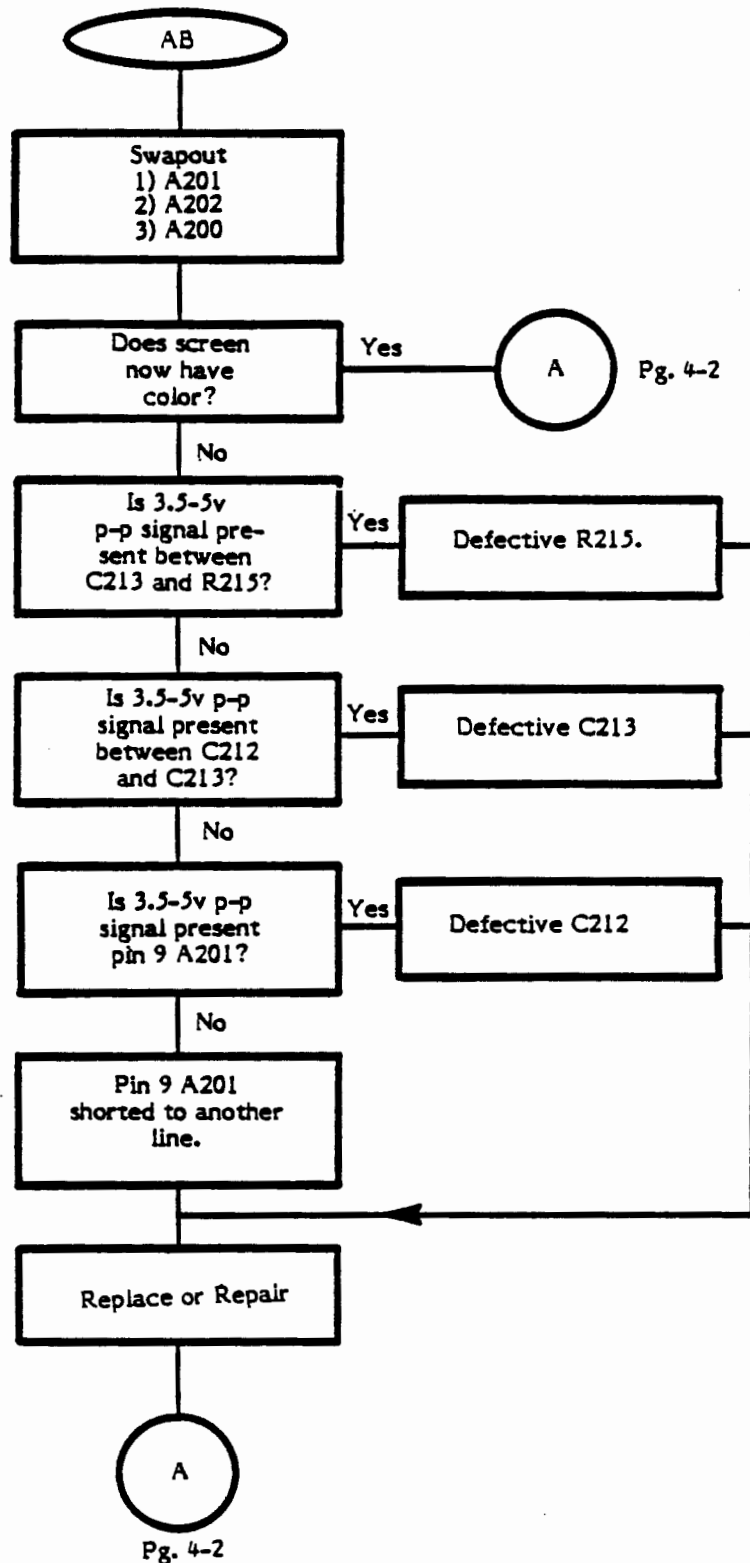 AB
Swapout
1) A201
2) A202
3) A200
Does screen
now have
color?
Yes
A
Pg. 4-2
No
Is 3.5-5v
p-p signal pre-
sent between
C213 and R215?
Yes
Defective R215.
No
Is 3.5-5v p-p
signal present
between C212
and C213?
Yes
Defective C213
No
Is 3.5-5v p-p
signal present
pin 9 A201?
Yes
Defective C212
No
Pin 9 A201
shorted to another
line.
Replace or Repair
A
Pg. 4-2